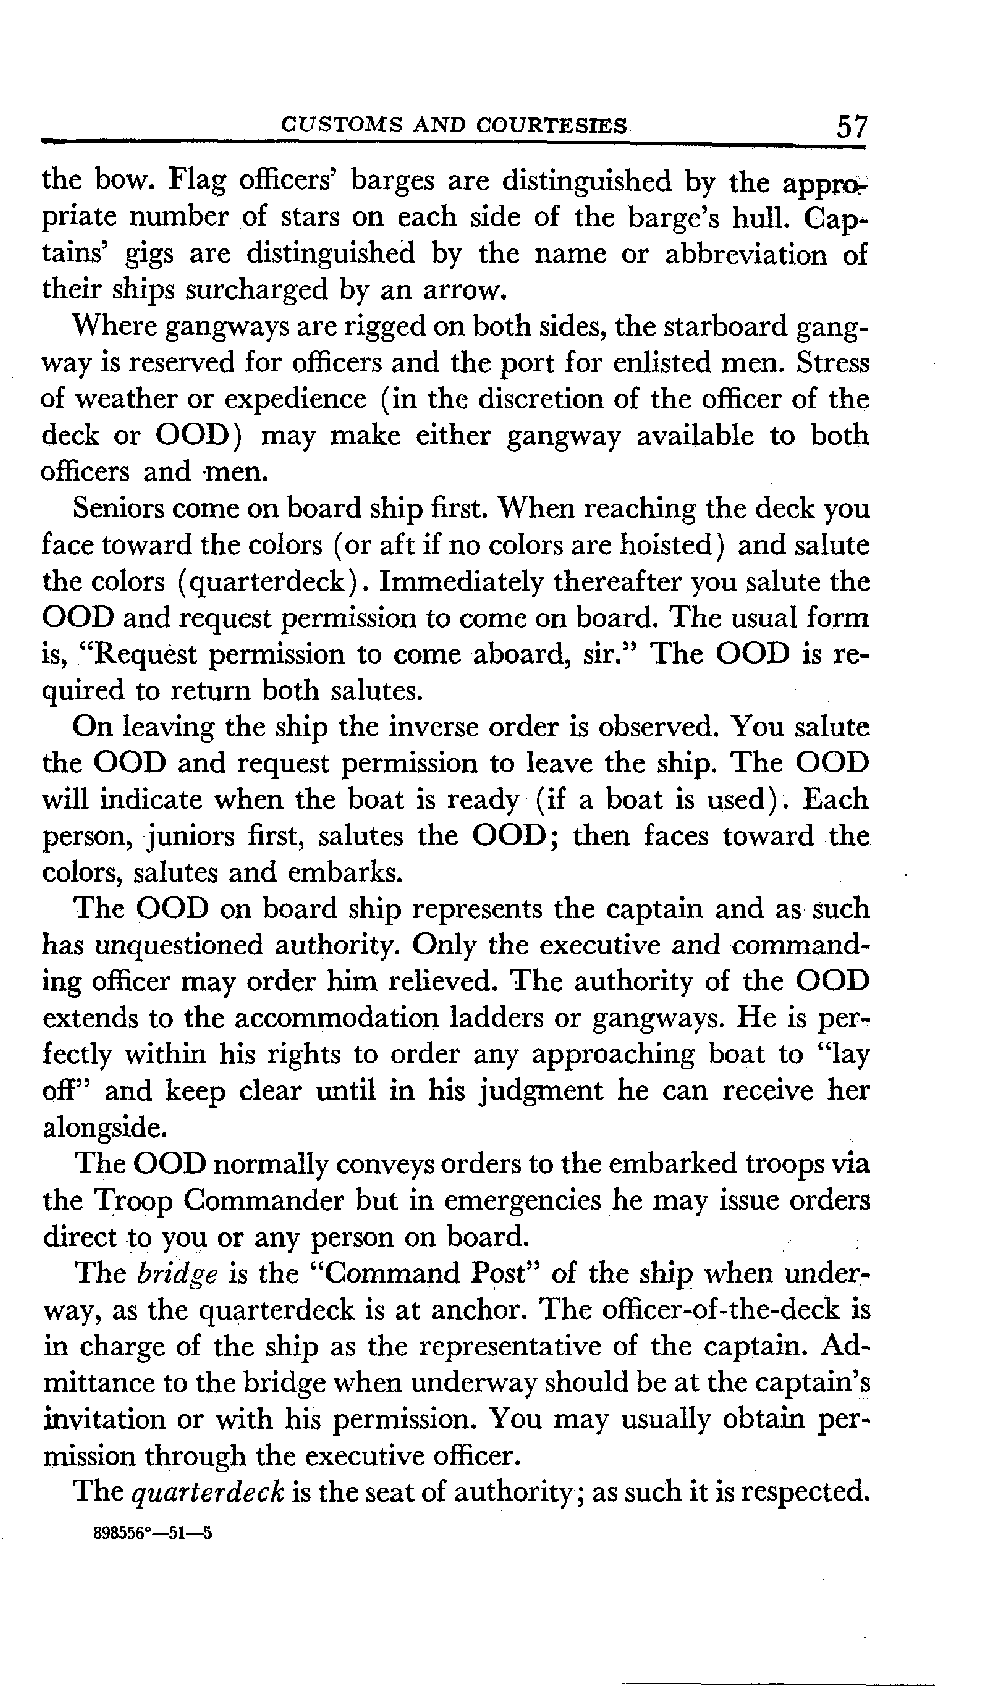 CUSTOMS AND COURTESIES 57
the bow. Flag officers' barges are distinguished by the appro-
priate number of stars on each side of the barge's hull. Cap-
tains' gigs are distinguished by the name or abbreviation of
their ships surcharged by an arrow.
Where gangways are rigged on both sides, the starboard gang-
way is reserved for officers and the port for enlisted men. Stress
of weather or expedience (in the discretion of the officer of the
deck or OOD) may make either gangway available to both
officers and men.
Seniors come on board ship first. When reaching the deck you
face toward the colors (or aft if no colors are hoisted) and salute
the colors (quarterdeck). Immediately thereafter you salute the
OOD and request permission to come on board. The usual form
is, "Request permission to come aboard, sir." The OOD is re-
quired to return both salutes.
On leaving the ship the inverse order is observed. You salute
the OOD and request permission to leave the ship. The OOD
will indicate when the boat is ready (if a boat is used). Each
person, juniors first, salutes the OOD; then faces toward the
colors, salutes and embarks.
The OOD on board ship represents the captain and as such
has unquestioned authority. Only the executive and command-
ing officer may order him relieved. The authority of the OOD
extends to the accommodation ladders or gangways. He is per-
fectly within his rights to order any approaching boat to "lay
off" and keep clear until in his judgment he can receive her
alongside.
The OOD normally conveys orders to the embarked troops via
the Troop Commander but in emergencies he may issue orders
direct to you or any person on board.
The bridge is the "Command Post" of the ship when under-
way, as the quarterdeck is at anchor. The officer-of-the-deck is
in charge of the ship as the representative of the captain. Ad-
mittance to the bridge when underway should be at the captain's
invitation or with his permission. You may usually obtain per-
mission through the executive officer.
The quarterdeck is the seat of authority; as such it is respected.
898556°—51—5